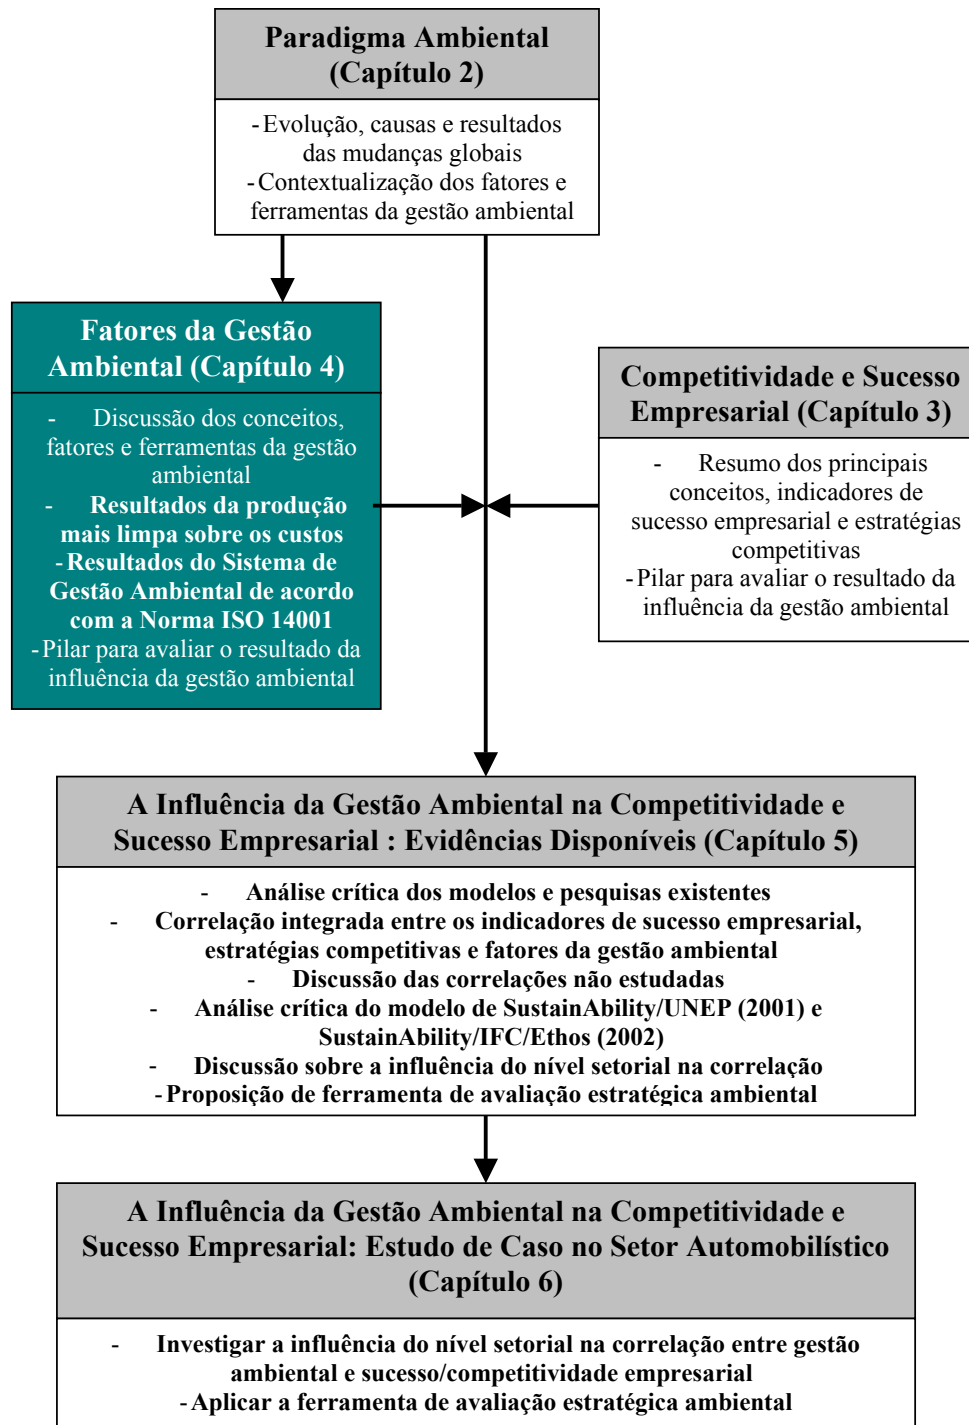 Paradigma Ambiental
(Capítulo 2)
- Evolução, causas e resultados
das mudanças globais
- Contextualização dos fatores e
ferramentas da gestão ambiental
Fatores da Gestão
Ambiental (Capítulo 4)
- Discussão dos conceitos,
fatores e ferramentas da gestão
ambiental
- Resultados da produção
mais limpa sobre os custos
- Resultados do Sistema de
Gestão Ambiental de acordo
com a Norma ISO 14001
- Pilar para avaliar o resultado da
influência da gestão ambiental
Competitividade e Sucesso
Empresarial (Capítulo 3)
- Resumo dos principais
conceitos, indicadores de
sucesso empresarial e estratégias
competitivas
- Pilar para avaliar o resultado da
influência da gestão ambiental
A Influência da Gestão Ambiental na Competitividade e
Sucesso Empresarial : Evidências Disponíveis (Capítulo 5)
- Análise crítica dos modelos e pesquisas existentes
- Correlação integrada entre os indicadores de sucesso empresarial,
estratégias competitivas e fatores da gestão ambiental
- Discussão das correlações não estudadas
- Análise crítica do modelo de SustainAbility/UNEP (2001) e
SustainAbility/IFC/Ethos (2002)
- Discussão sobre a influência do nível setorial na correlação
- Proposição de ferramenta de avaliação estratégica ambiental
A Influência da Gestão Ambiental na Competitividade e
Sucesso Empresarial: Estudo de Caso no Setor Automobilístico
(Capítulo 6)
- Investigar a influência do nível setorial na correlação entre gestão
ambiental e sucesso/competitividade empresarial
- Aplicar a ferramenta de avaliação estratégica ambiental